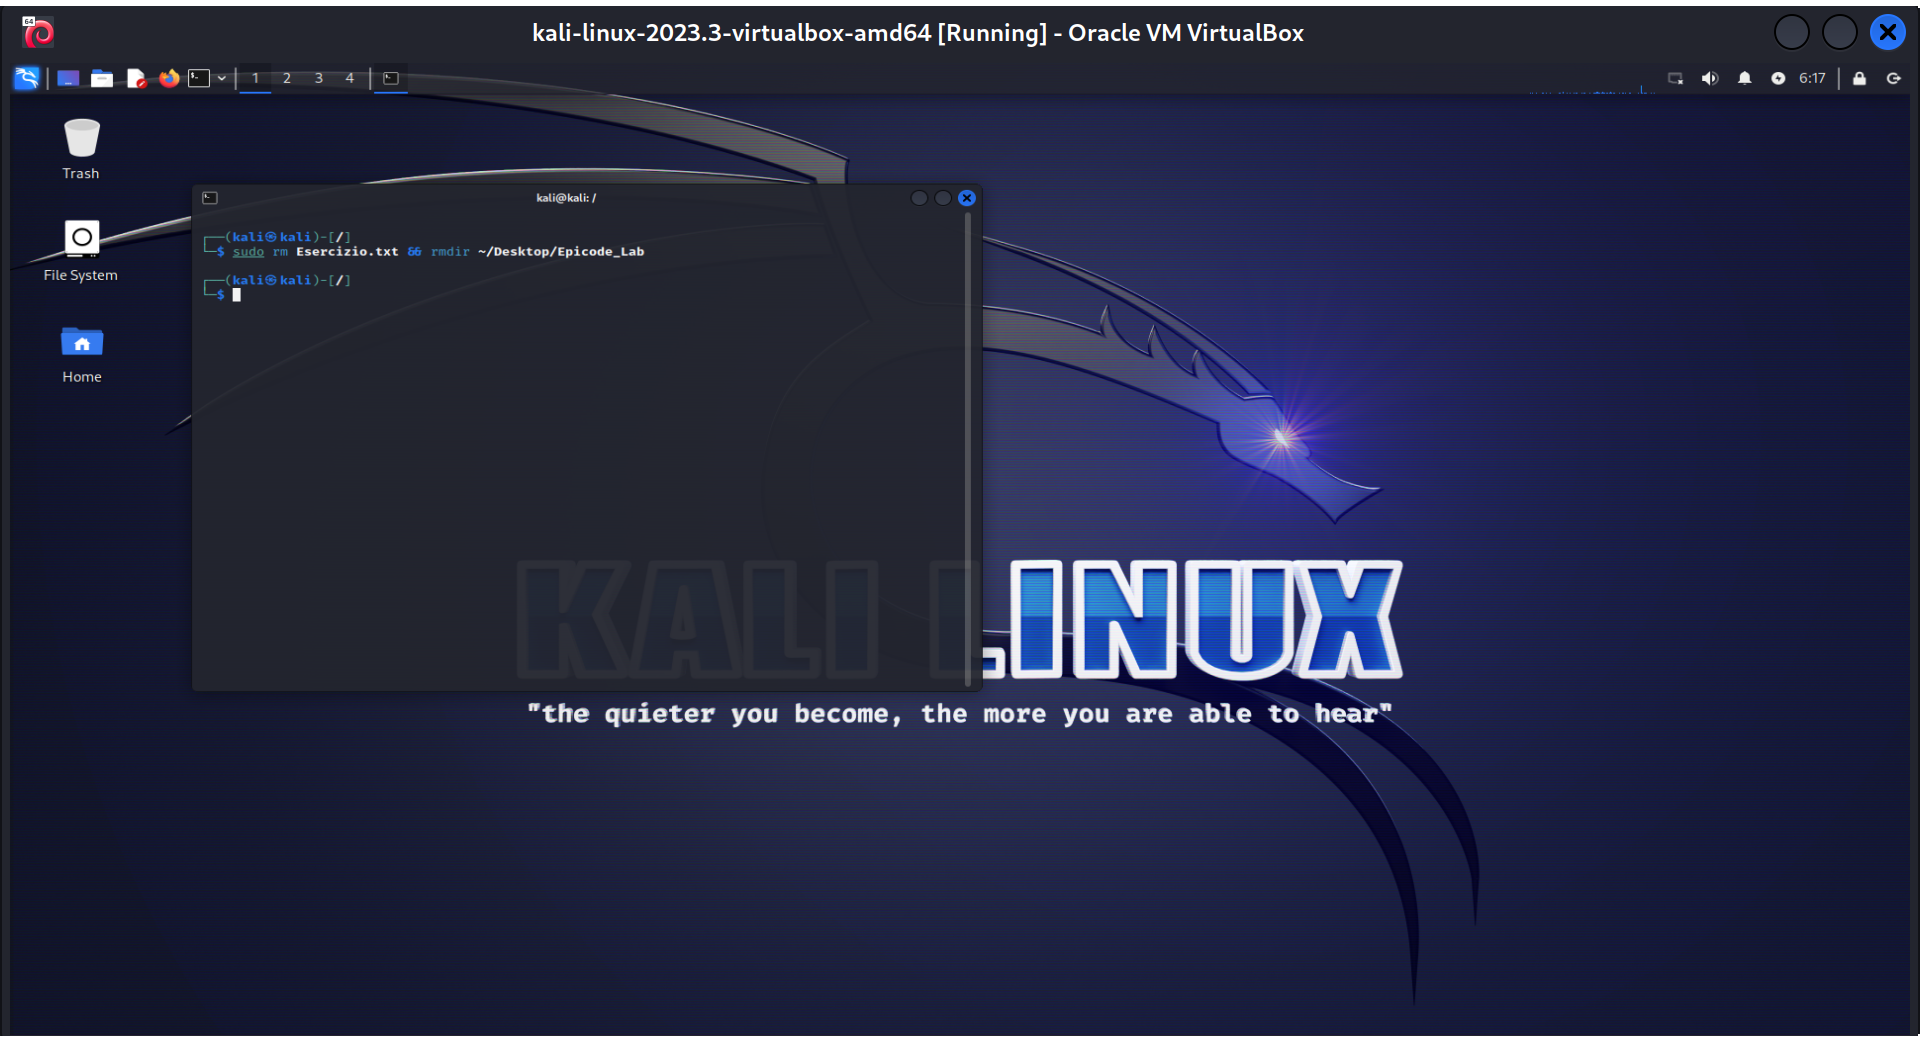 64
kali-linux-2023.3-virtualbox-amd64 [Running] - Oracle VM VirtualBox
1 2 3 4
6:17
Trash
File System
Home
kali@kali: /
┌──(kali㉿kali)-[/]
└─$ sudo rm Esercizio.txt && rmdir ~/Desktop/Epicode_Lab
┌──(kali㉿kali)-[/]
└─$
KALI LINUX
"the quieter you become, the more you are able to hear"